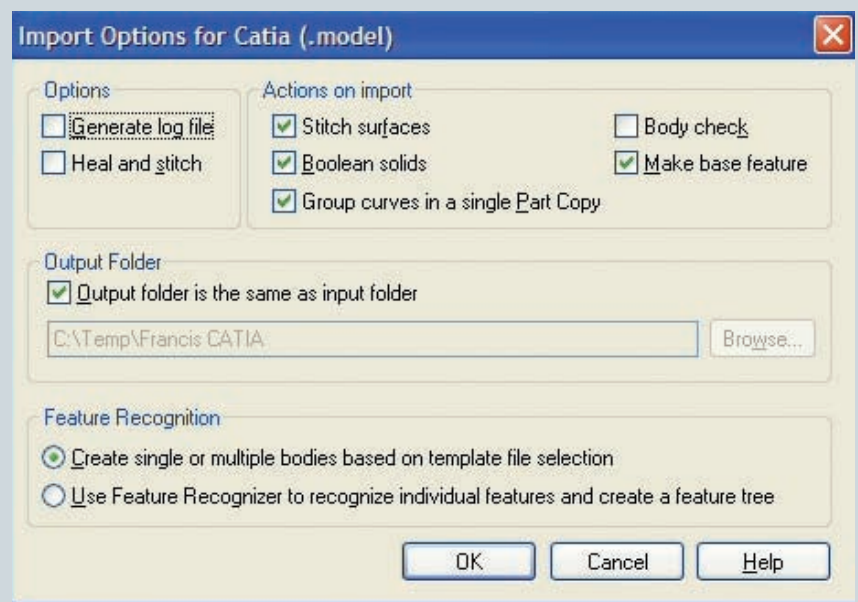 Import Options for Catia (.model)
Options
Generate log file
Heal and stitch
Actions on import
Stitch surfaces
Body check
Boolean solids
Make base feature
Group curves in a single Part Copy
Output Folder
Output folder is the same as input folder
C:\Temp\Francis CATIA
Browse...
Feature Recognition
Create single or multiple bodies based on template file selection
Use Feature Recognizer to recognize individual features and create a feature tree
OK
Cancel
Help